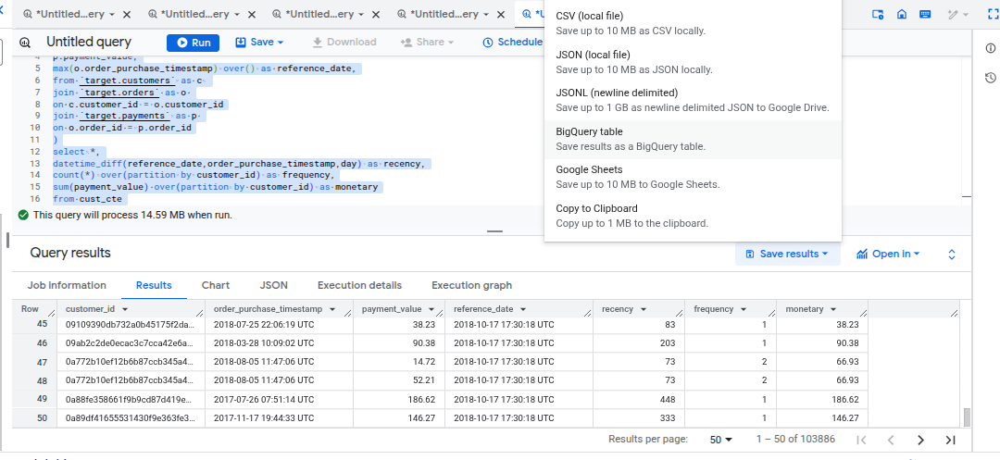 *Untitled...ery
*Untitled...ery
*Untitled...ery
*Untitled...ery
Untitled query
Run
Save
Download
Share
Schedule
CSV (local file)
Save up to 10 MB as CSV locally.
JSON (local file)
Save up to 10 MB as JSON locally.
JSONL (newline delimited)
Save up to 1 GB as newline delimited JSON to Google Drive.
BigQuery table
Save results as a BigQuery table.
Google Sheets
Save up to 10 MB to Google Sheets.
Copy to Clipboard
Copy up to 1 MB to the clipboard.
4 p.payment_value,
5 max(o.order_purchase_timestamp) over() as reference_date,
6 from `target.customers` as c
7 join `target.orders` as o
8 on c.customer_id = o.customer_id
9 join `target.payments` as p
10 on o.order_id = p.order_id
11 )
12 select *,
13 datetime_diff(reference_date,order_purchase_timestamp,day) as recency,
14 count(*) over(partition by customer_id) as frequency,
15 sum(payment_value) over(partition by customer_id) as monetary
16 from cust_cte
This query will process 14.59 MB when run.
Query results
Save results
Open in
Job information Results Chart JSON Execution details Execution graph
Row customer_id order_purchase_timestamp payment_value reference_date recency frequency monetary
45 09109390db732a0b45175f2da... 2018-07-25 22:06:19 UTC 38.23 2018-10-17 17:30:18 UTC 83 1 38.23
46 09ab2c2de0ecac3c7cca42e6a... 2018-03-28 10:09:02 UTC 90.38 2018-10-17 17:30:18 UTC 203 1 90.38
47 0a772b10ef12b6b87ccb345a4... 2018-08-05 11:47:06 UTC 14.72 2018-10-17 17:30:18 UTC 73 2 66.93
48 0a772b10ef12b6b87ccb345a4... 2018-08-05 11:47:06 UTC 52.21 2018-10-17 17:30:18 UTC 73 2 66.93
49 0a88fe358661f9b9cd87d419e... 2017-07-26 07:51:14 UTC 186.62 2018-10-17 17:30:18 UTC 448 1 186.62
50 0a89df41655531430f9e363fe3... 2017-11-17 19:44:33 UTC 146.27 2018-10-17 17:30:18 UTC 333 1 146.27
Results per page: 50 1 – 50 of 103886